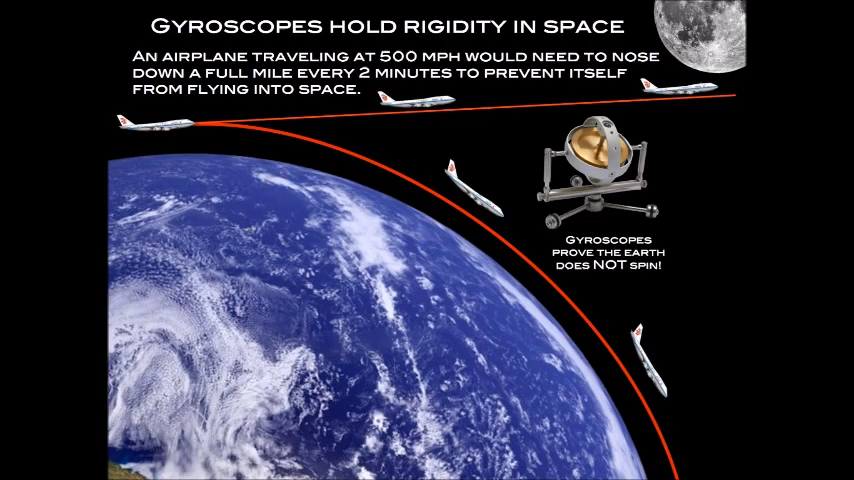 Gyroscopes hold rigidity in space
An airplane traveling at 500 mph would need to nose
down a full mile every 2 minutes to prevent itself
from flying into space.
Gyroscopes
prove the earth
does NOT spin!